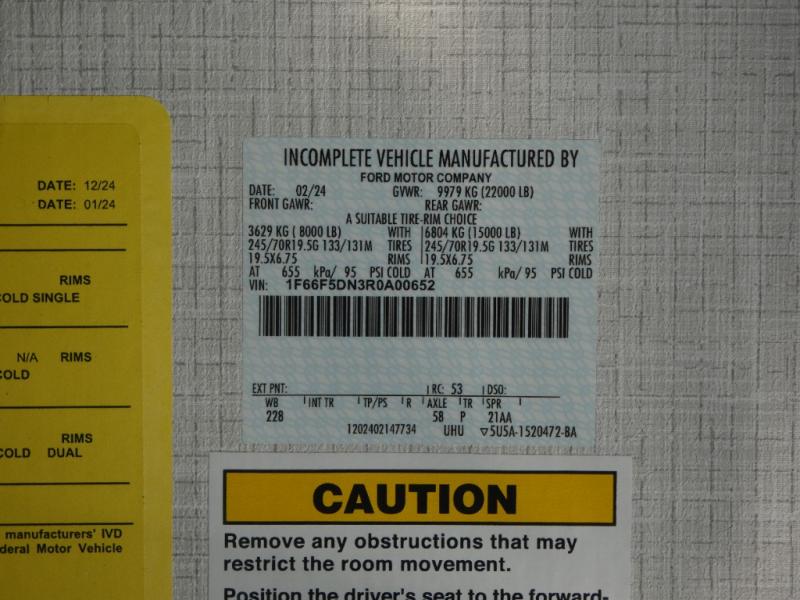 DATE: 12/24
DATE: 01/24
RIMS
COLD SINGLE
N/A RIMS
COLD
RIMS
COLD DUAL
manufacturers' IVD
deral Motor Vehicle
INCOMPLETE VEHICLE MANUFACTURED BY
FORD MOTOR COMPANY
DATE: 02/24 GVWR: 9979 KG (22000 LB)
FRONT GAWR: REAR GAWR:
A SUITABLE TIRE-RIM CHOICE
3629 KG ( 8000 LB) WITH 6804 KG (15000 LB) WITH
245/70R19.5G 133/131M TIRES 245/70R19.5G 133/131M TIRES
19.5X6.75 RIMS 19.5X6.75 RIMS
AT 655 kPa/ 95 PSI COLD AT 655 kPa/ 95 PSI COLD
VIN: 1F66F5DN3R0A00652
EXT PNT: RC: 53 DSO:
WB INT TR TP/PS R AXLE TR SPR
228 58 P 21AA
1202402147734 UHU ▽5U5A-1520472-BA
CAUTION
Remove any obstructions that may
restrict the room movement.
Position the driver's seat to the forward-